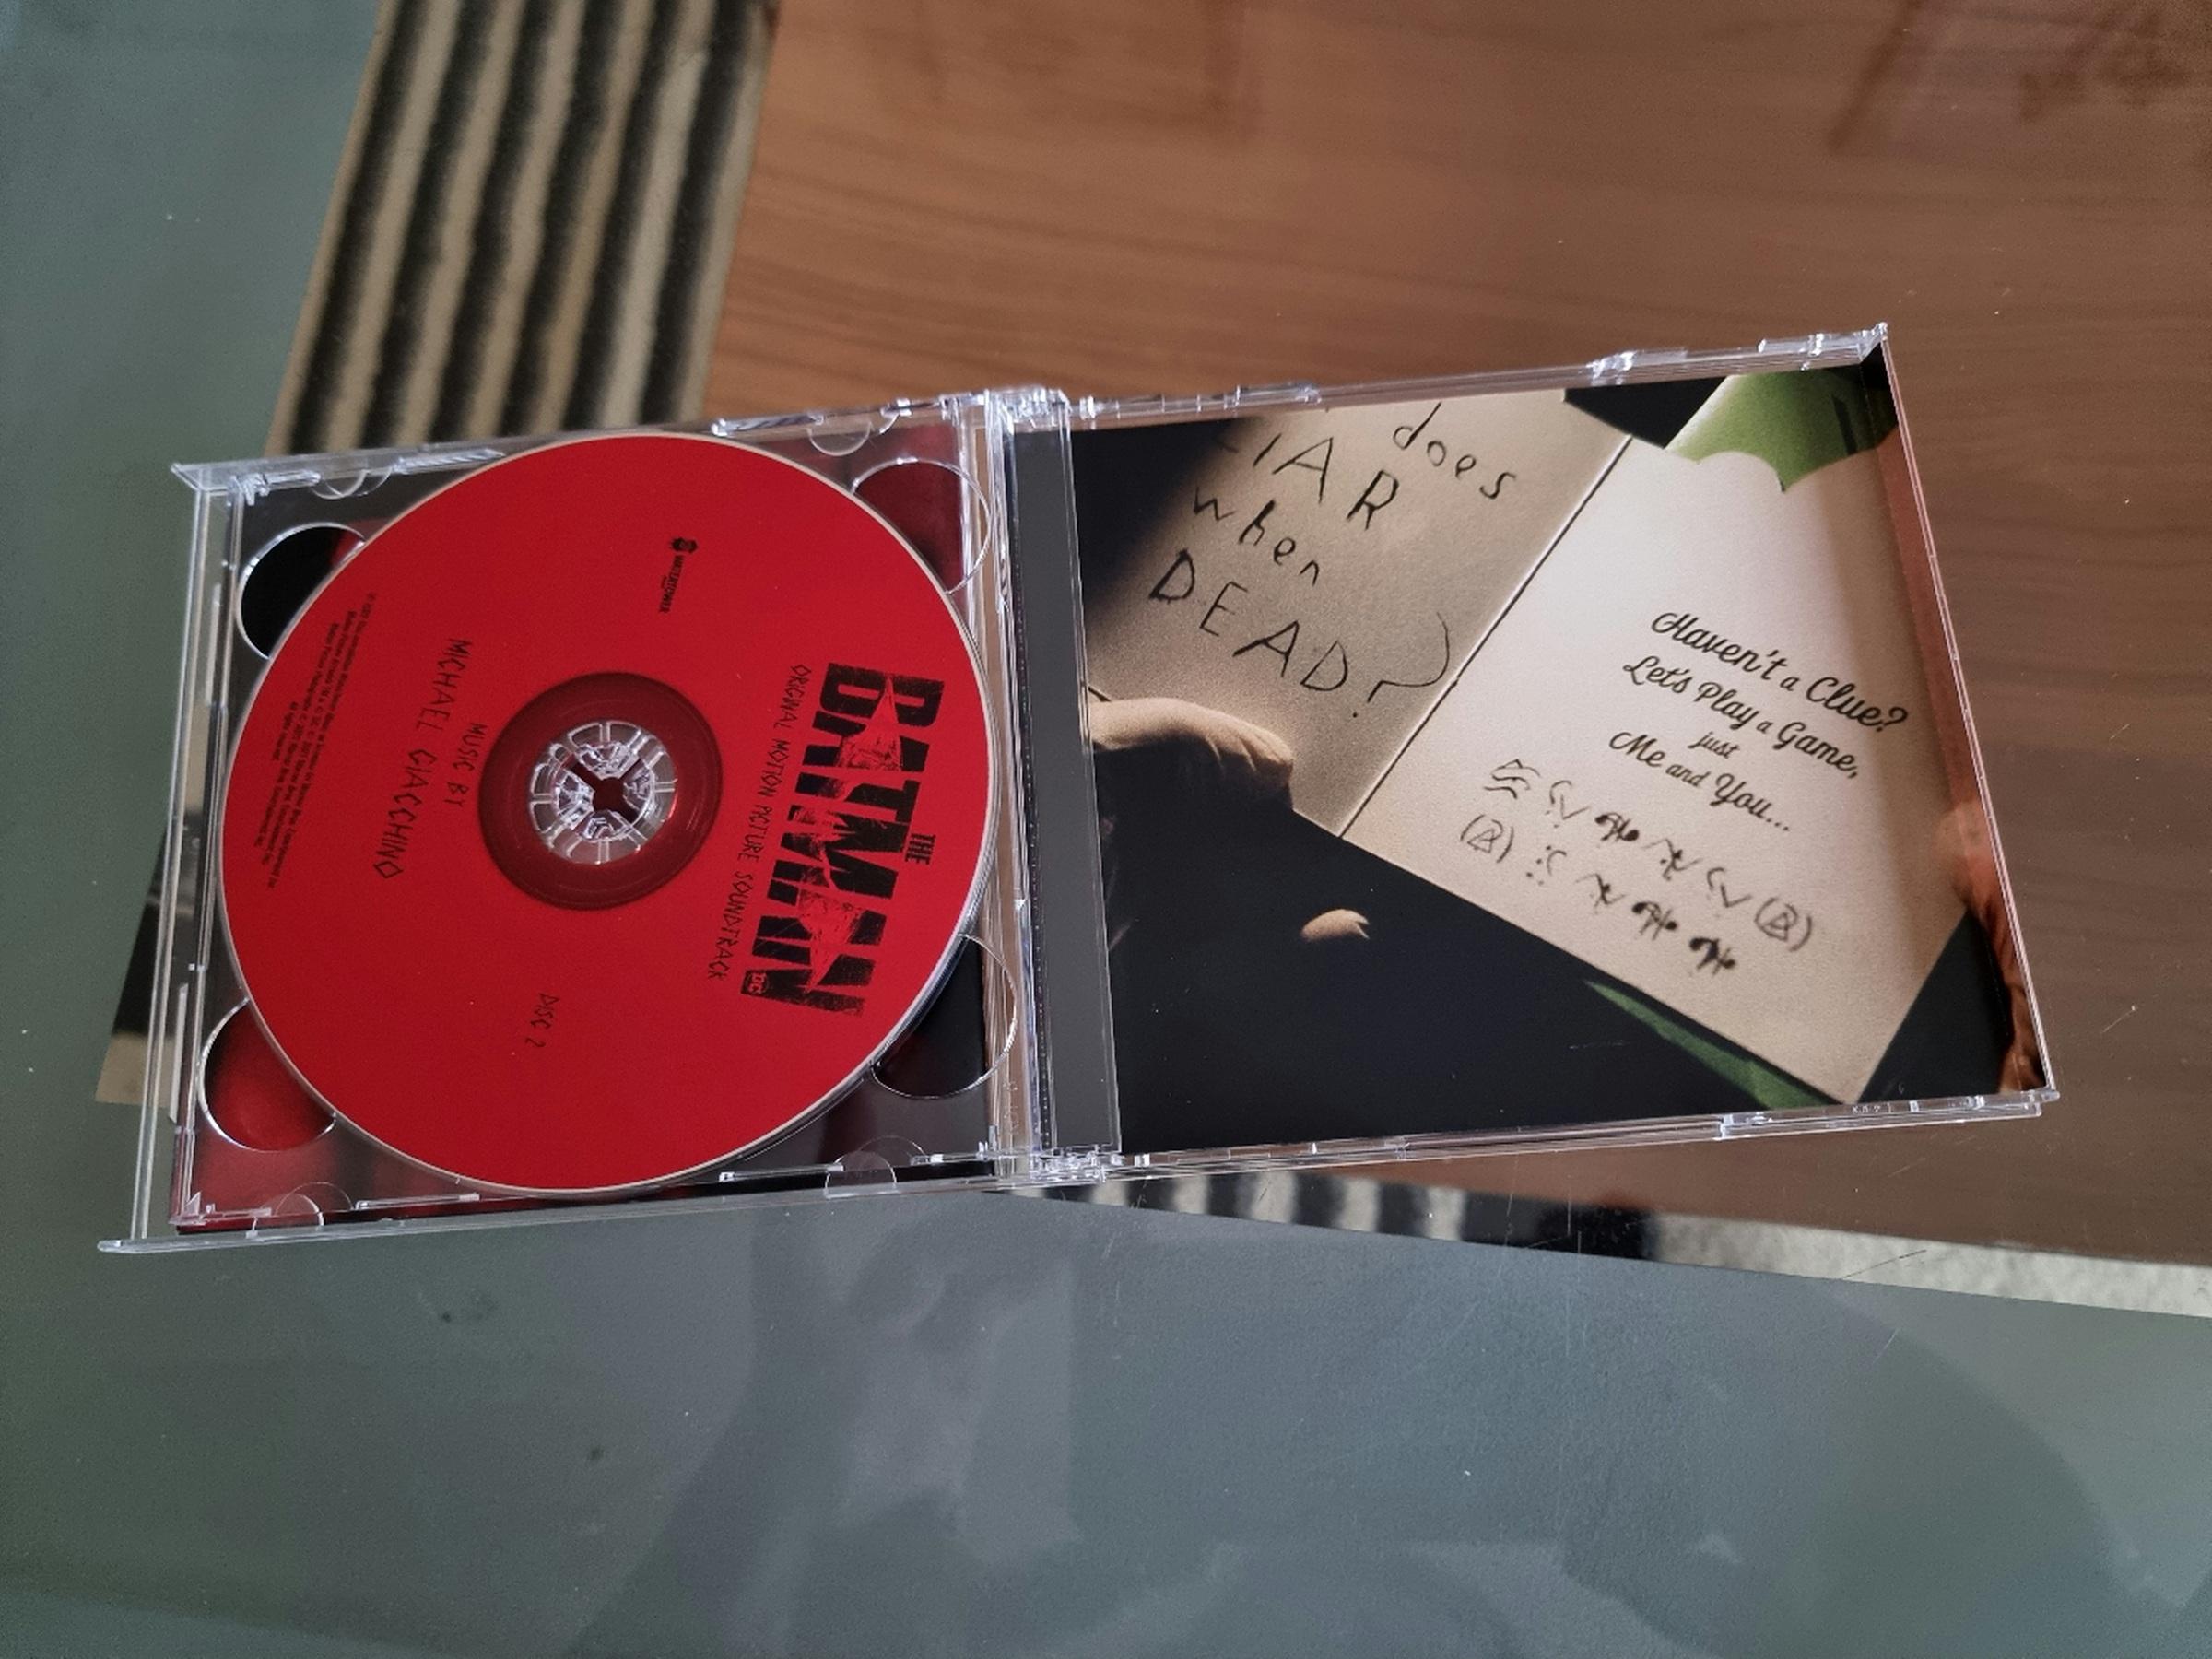 THE
BATMAN
ORIGINAL MOTION PICTURE SOUNDTRACK
DC
WATERTOWER
MUSIC BY
MICHAEL GIACCHINO
DISC 2
does
when
DEAD?
Haven't a Clue?
Let's Play a Game,
just
Me and You...